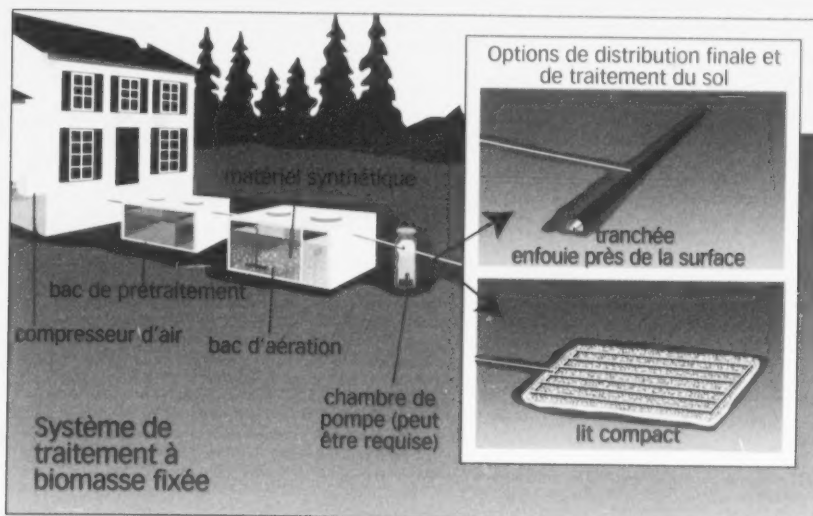 Options de distribution finale et
de traitement du sol
matériel synthétique
tranchée
enfouie près de la surface
bac de prétraitement
compresseur d'air
bac d'aération
chambre de
pompe (peut
être requise)
lit compact
Système de
traitement à
biomasse fixée